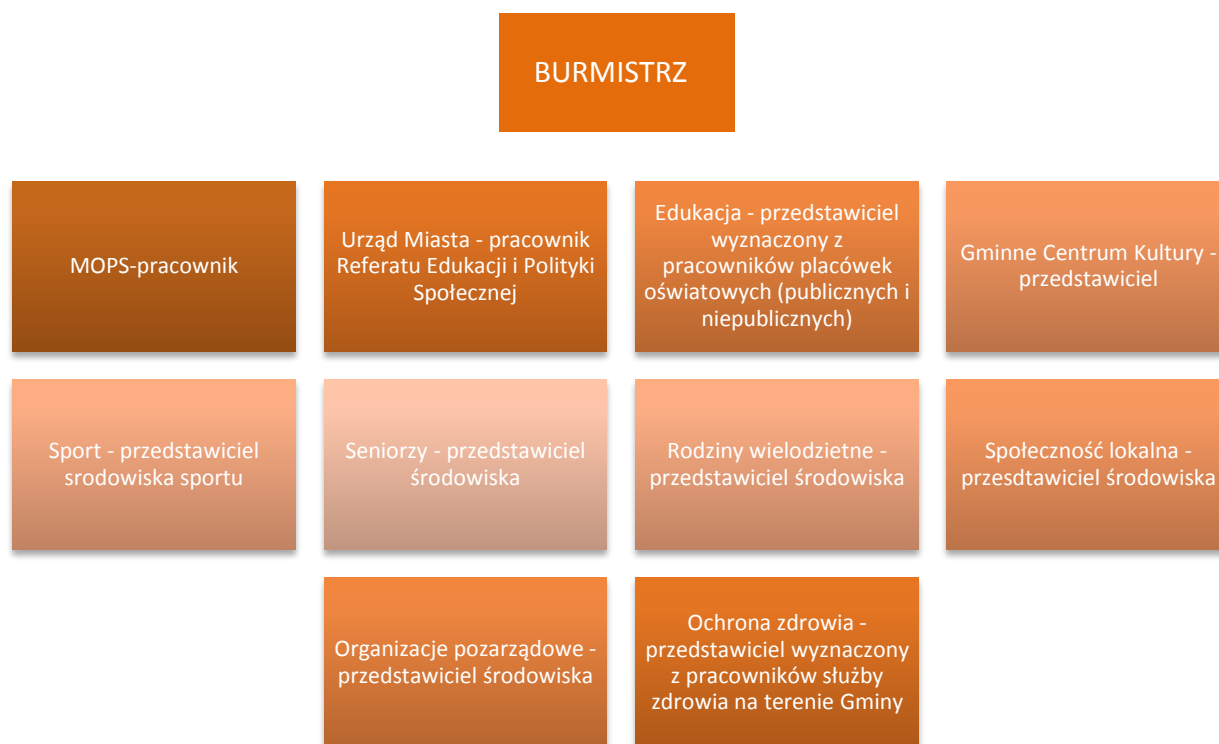 BURMISTRZ
MOPS-pracownik
Urząd Miasta - pracownik
Referatu Edukacji i Polityki
Społecznej
Edukacja - przedstawiciel
wyznaczony z
pracowników placówek
oświatowych (publicznych i
niepublicznych)
Gminne Centrum Kultury -
przedstawiciel
Sport - przedstawiciel
srodowiska sportu
Seniorzy - przedstawiciel
środowiska
Rodziny wielodzietne -
przedstawiciel środowiska
Społeczność lokalna -
przesdtawiciel środowiska
Organizacje pozarządowe -
przedstawiciel środowiska
Ochrona zdrowia -
przedstawiciel wyznaczony
z pracowników służby
zdrowia na terenie Gminy